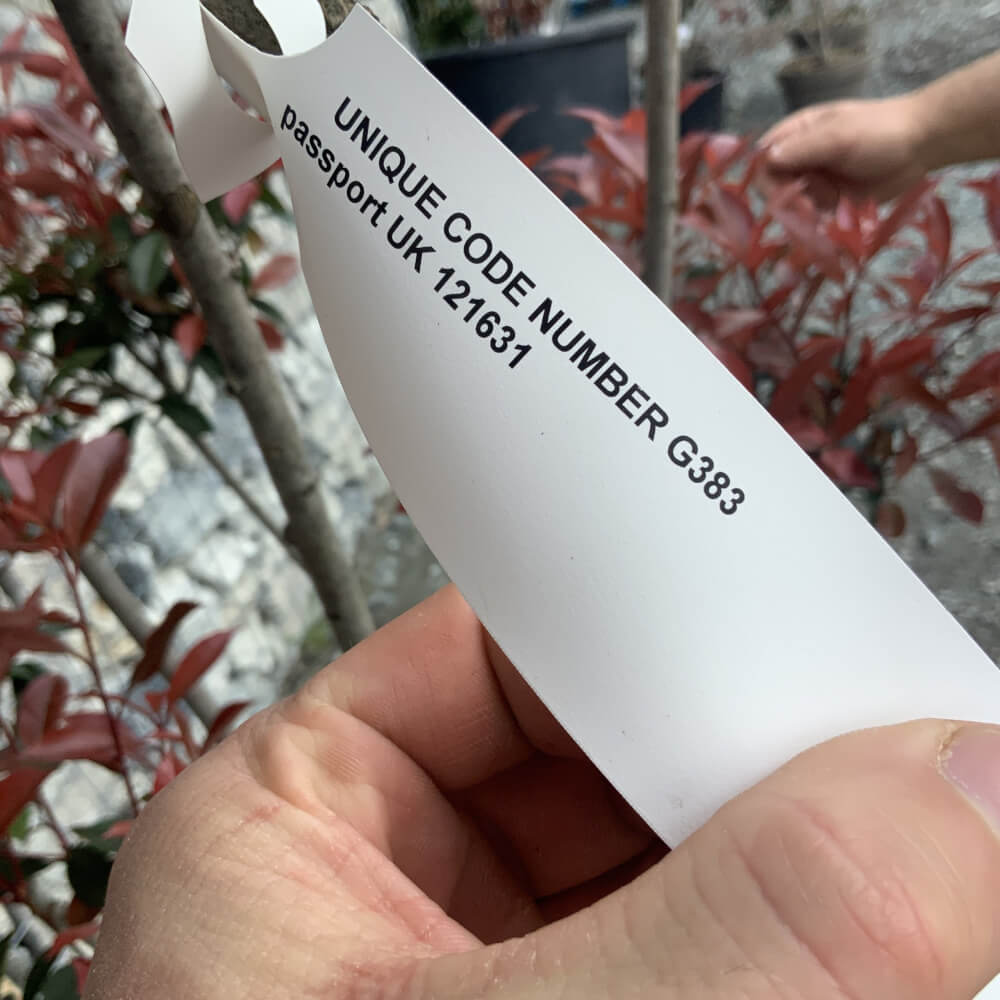 UNIQUE CODE NUMBER G383
passport UK 121631